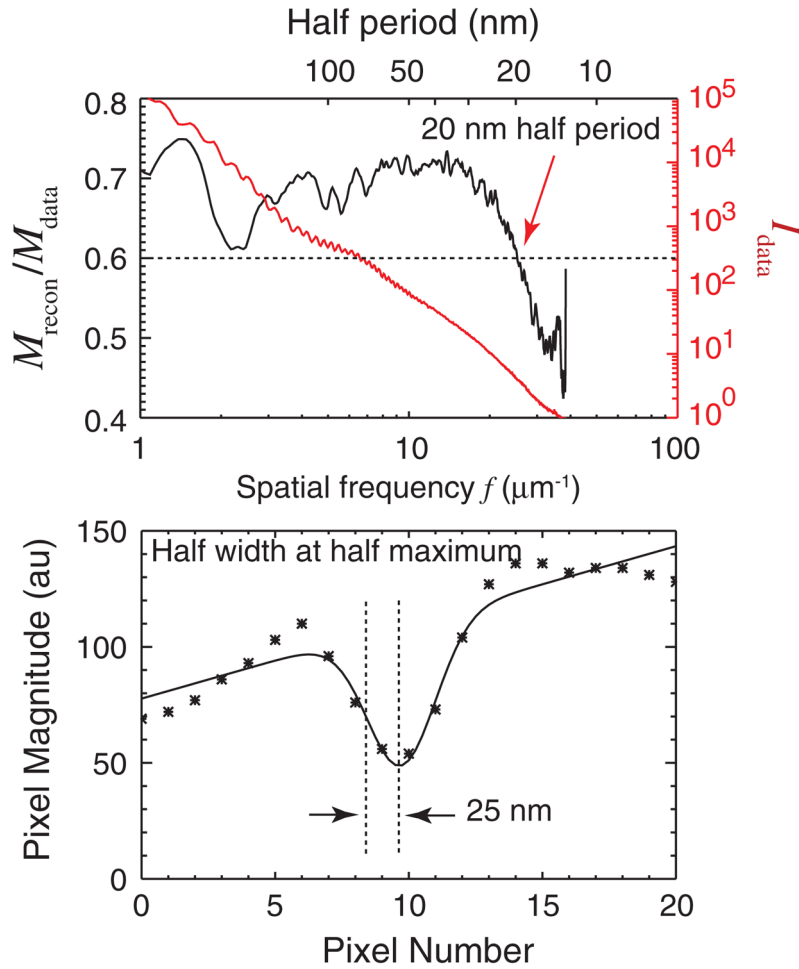 Half period (nm)
100 50 20 10
0.8
0.7
0.6
0.5
0.4
M_recon/M_data
20 nm half period
10^5
10^4
10^3
10^2
10^1
10^0
I_data
1 10 100
Spatial frequency f (μm^-1)
150
100
50
0
Pixel Magnitude (au)
Half width at half maximum
25 nm
0 5 10 15 20
Pixel Number